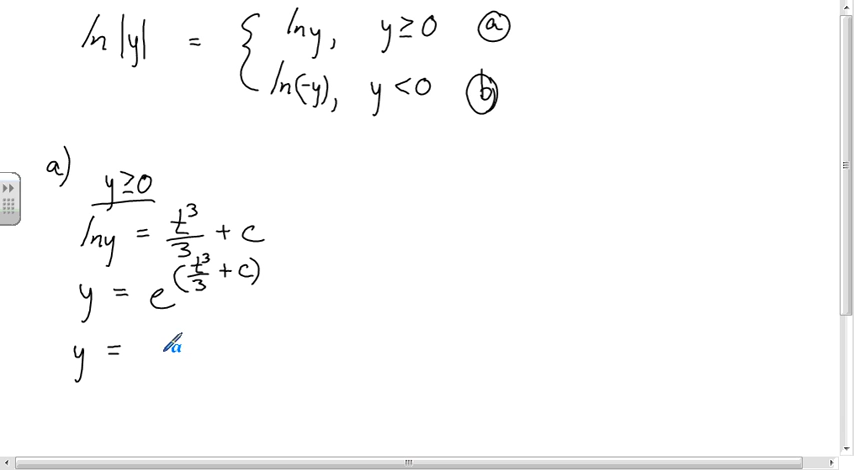 ln |y| = { ln y, y ≥ 0 ⓐ
ln(-y), y < 0 ⓑ
a)
y ≥ 0
ln y = t³/3 + c
y = e^(t³/3 + c)
y =